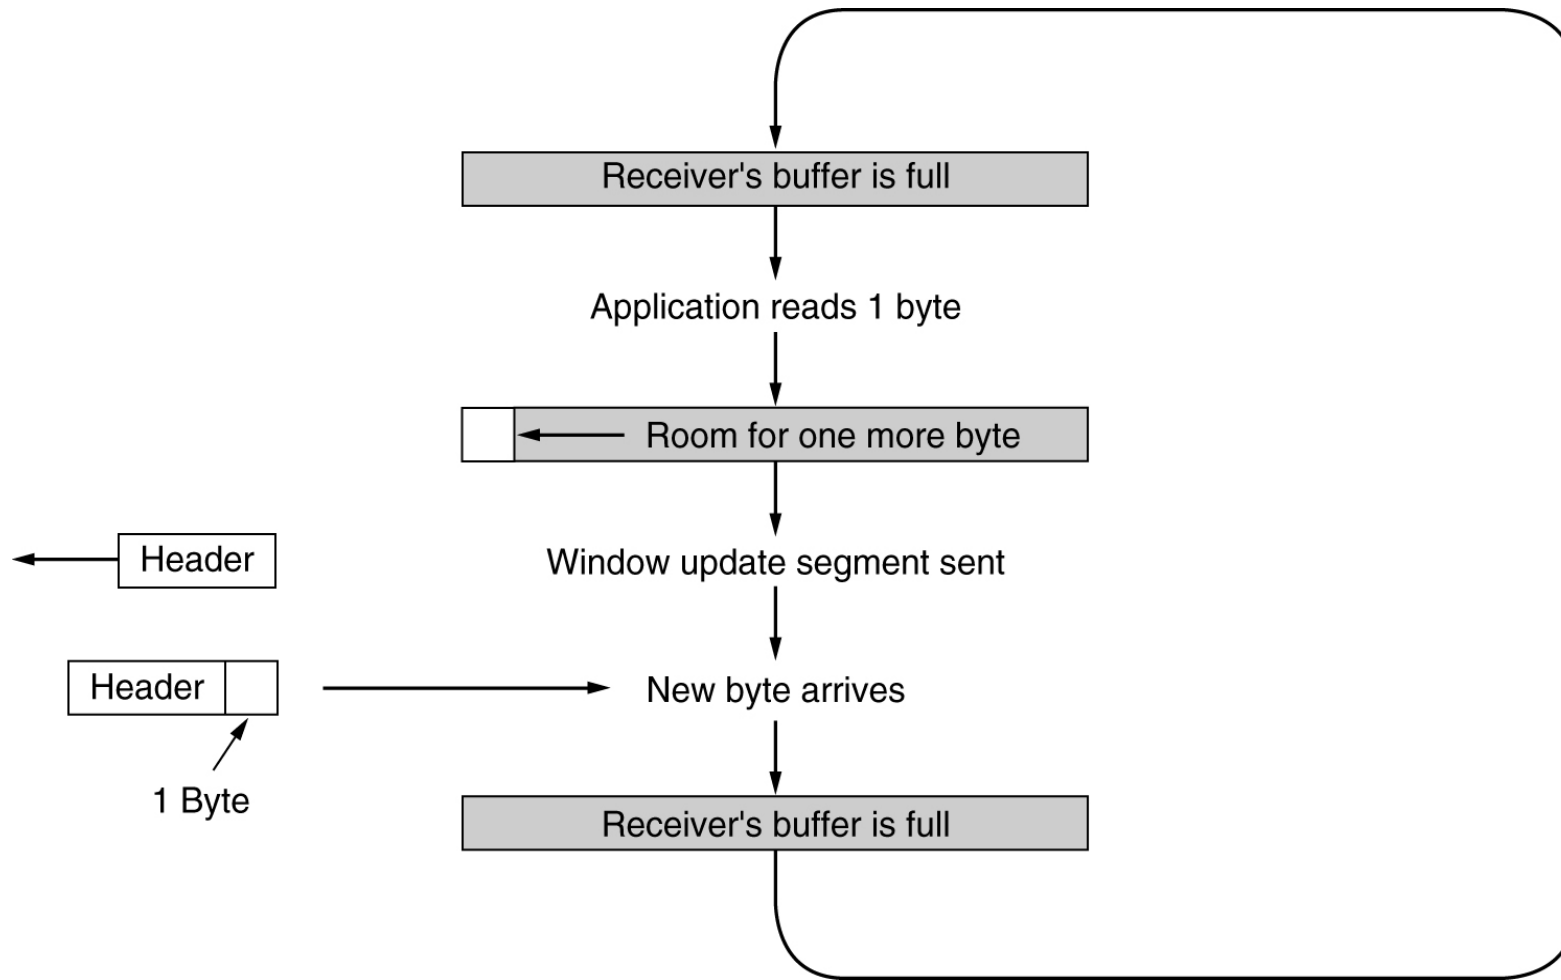 Receiver's buffer is full
Application reads 1 byte
Room for one more byte
Header
Window update segment sent
Header
New byte arrives
1 Byte
Receiver's buffer is full